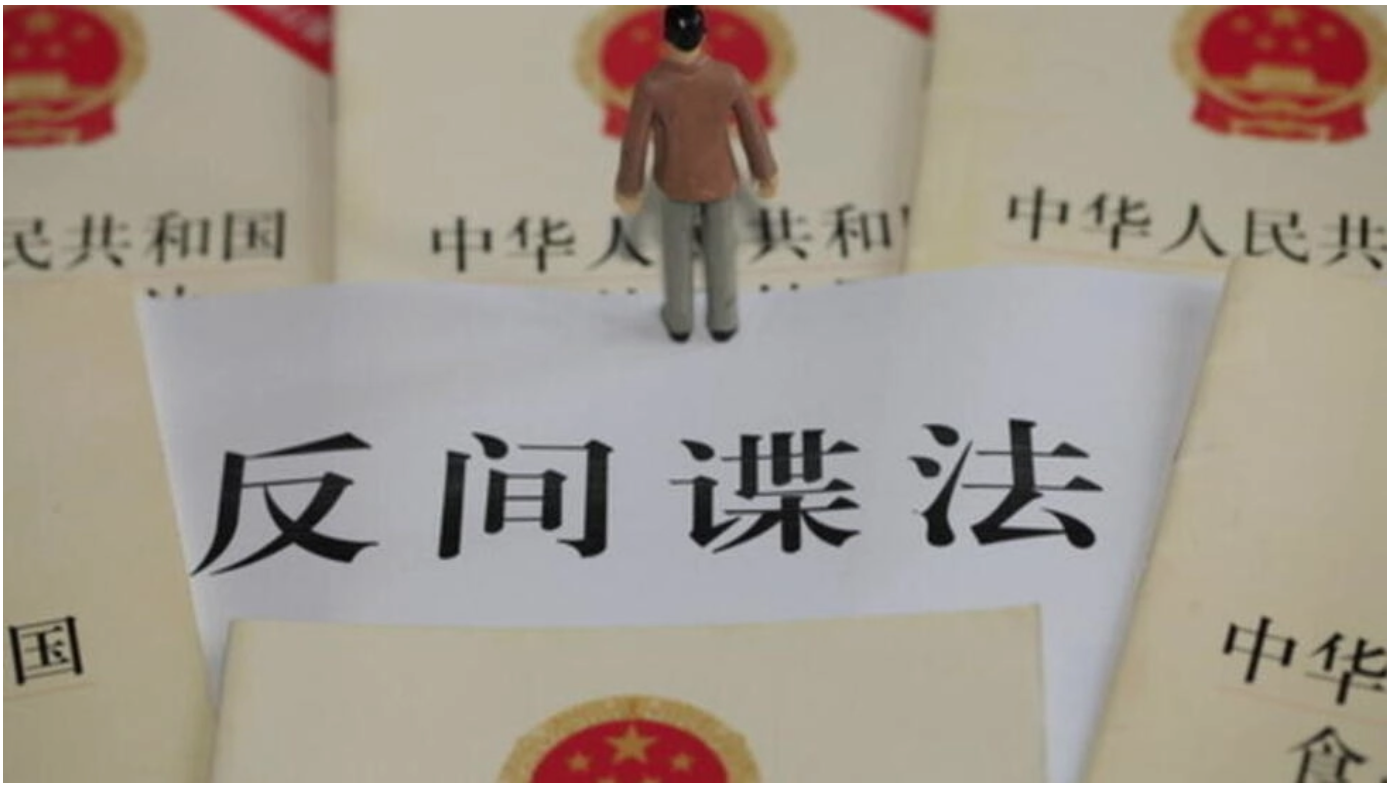 民共和国
中华人 共和
中华人民共
反间谍法
国
中华
食